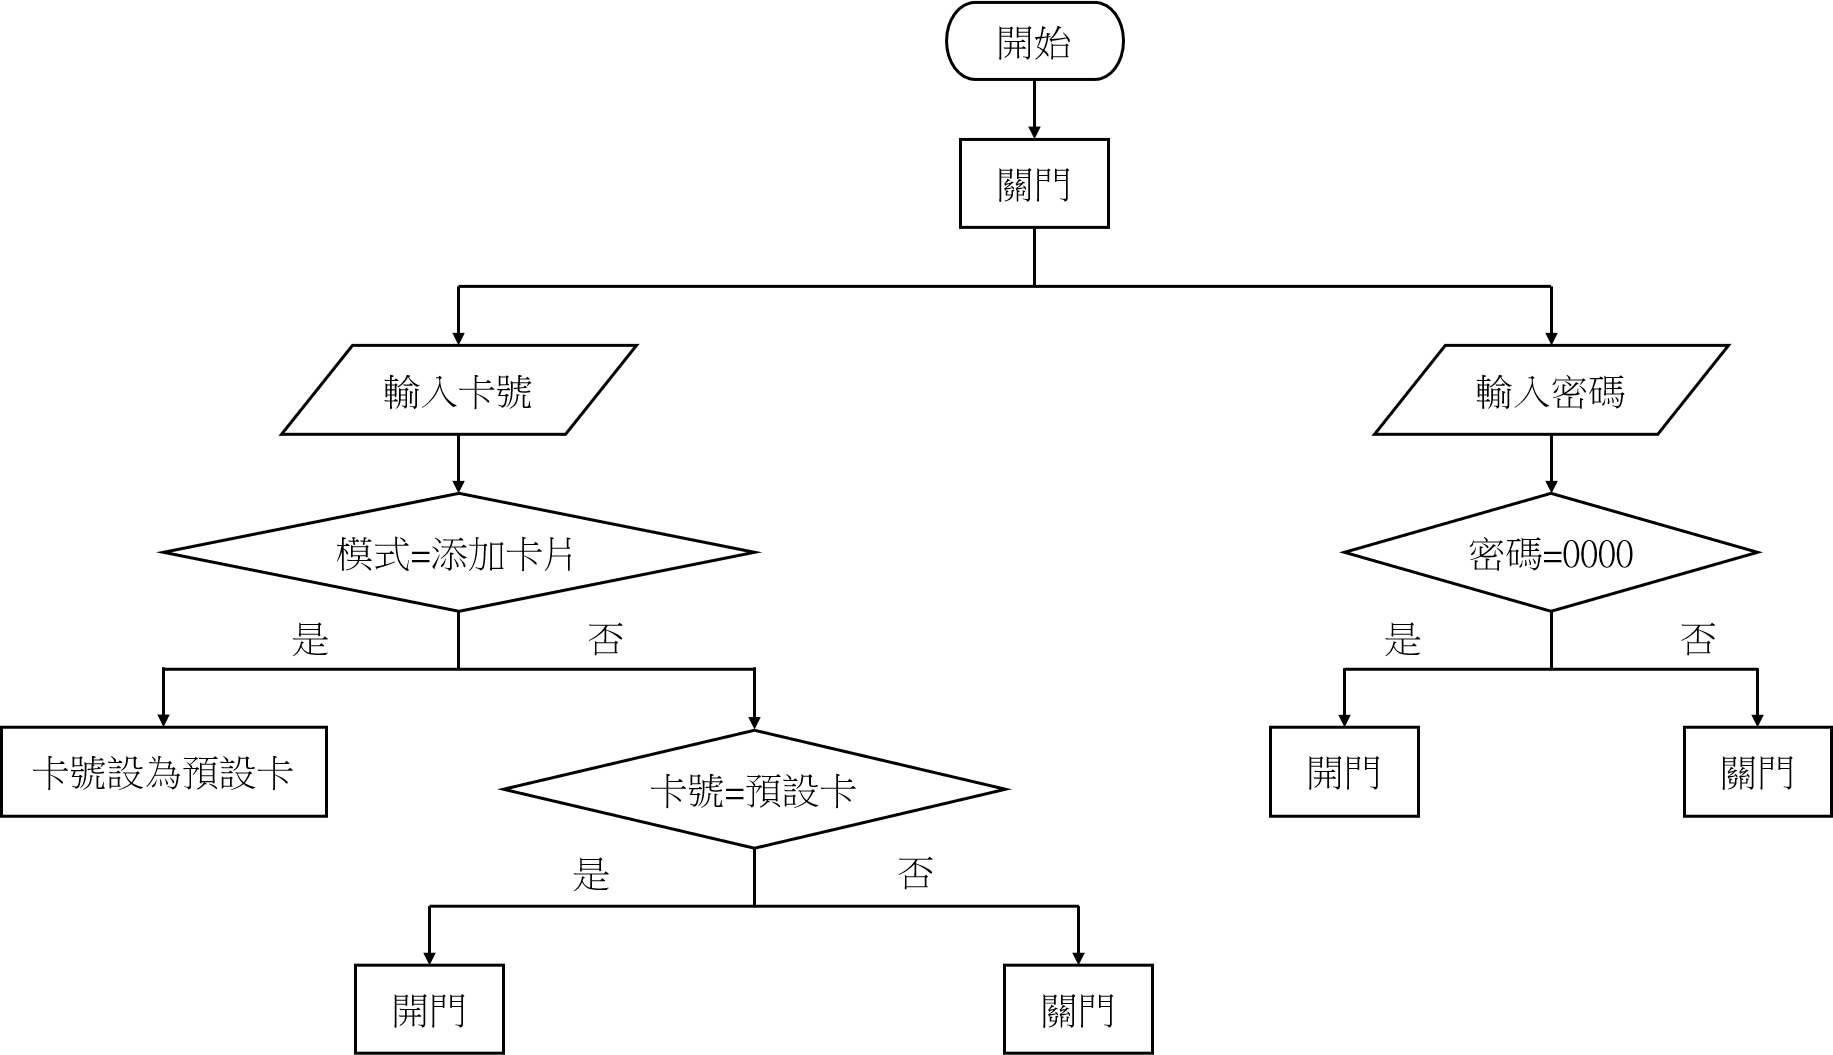 開始
關門
輸入卡號
輸入密碼
模式=添加卡片
密碼=0000
是
否
是
否
卡號設為預設卡
卡號=預設卡
開門
關門
是
否
開門
關門